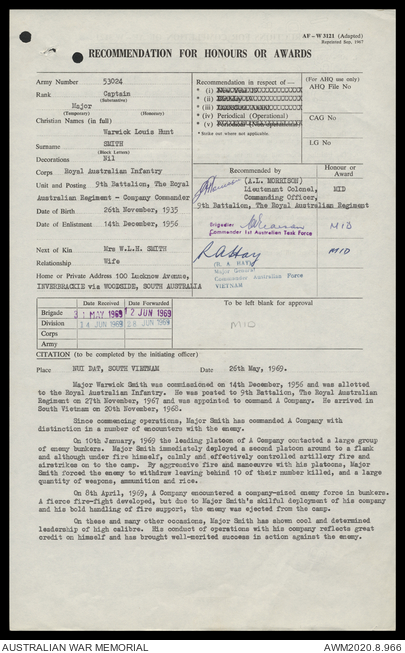 AF - W 3121 (Adapted)
Reprinted Sep. 1967
RECOMMENDATION FOR HONOURS OR AWARDS
Army Number 53024
Rank Captain
(Substantive)
Major
(Temporary) (Honorary)
Christian Names (in full)
Warwick Louis Hunt
Surname SMITH
(Block Letters)
Decorations Nil
Corps Royal Australian Infantry
Unit and Posting 9th Battalion, The Royal
Australian Regiment - Company Commander
Date of Birth 26th November, 1935
Date of Enlistment 14th December, 1956
Next of Kin Mrs W.L.H. SMITH
Relationship Wife
Home or Private Address 100 Lucknow Avenue,
INVERBRACKIE via WOODSIDE, SOUTH AUSTRALIA
Recommendation in respect of —
* (i)
* (ii)
* (iii)
* (iv) Periodical (Operational)
* (v)
* Strike out where not applicable.
(For AHQ use only)
AHQ File No
CAG No
LG No
Recommended by
Honour or Award
(A.L. MORRISON)
Lieutenant Colonel, MID
Commanding Officer,
9th Battalion, The Royal Australian Regiment
Brigadier
Commander 1st Australian Task Force
MID
RAHay
MID
(R. A. HAY)
Major General
Commander Australian Force
VIETNAM
Date Received Date Forwarded
Brigade 31 MAY 1969 12 JUN 1969
Division 14 JUN 1969 28 JUN 1969
Corps
Army
To be left blank for approval
MID
CITATION (to be completed by the initiating officer)
Place NUI DAT, SOUTH VIETNAM Date 26th May, 1969.
Major Warwick Smith was commissioned on 14th December, 1956 and was allotted
to the Royal Australian Infantry. He was posted to 9th Battalion, The Royal Australian
Regiment on 27th November, 1967 and was appointed to command A Company. He arrived in
South Vietnam on 20th November, 1968.
Since commencing operations, Major Smith has commanded A Company with
distinction in a number of encounters with the enemy.
On 10th January, 1969 the leading platoon of A Company contacted a large group
of enemy bunkers. Major Smith immediately deployed a second platoon around to a flank
and although under fire himself, calmly and effectively controlled artillery fire and
airstrikes on to the camp. By aggressive fire and manoeuvre with his platoons, Major
Smith forced the enemy to withdraw leaving behind 10 of their number killed, and a large
quantity of weapons, ammunition and rice.
On 8th April, 1969, A Company encountered a company-sized enemy force in bunkers.
A fierce fire-fight developed, but due to Major Smith's skilful deployment of his company
and his bold handling of fire support, the enemy was ejected from the camp.
On these and many other occasions, Major Smith has shown cool and determined
leadership of high calibre. His conduct of operations with his company reflects great
credit on himself and has brought well-merited success in action against the enemy.
AUSTRALIAN WAR MEMORIAL
AWM2020.8.966